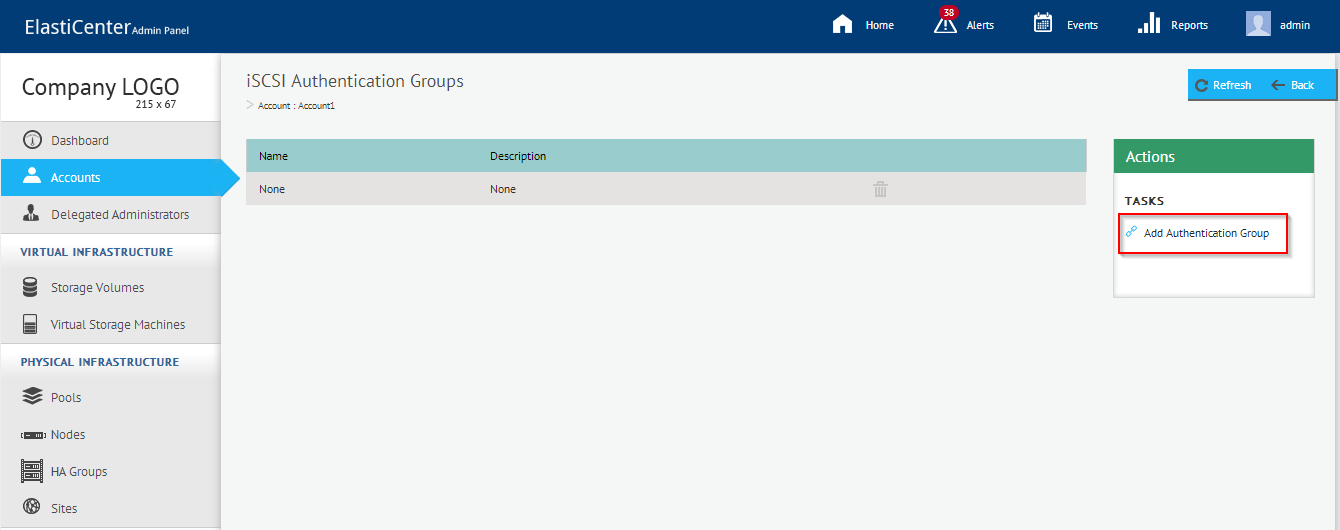 ElastiCenter Admin Panel
Home
38
Alerts
Events
Reports
admin
Company LOGO
215 x 67
Dashboard
Accounts
Delegated Administrators
VIRTUAL INFRASTRUCTURE
Storage Volumes
Virtual Storage Machines
PHYSICAL INFRASTRUCTURE
Pools
Nodes
HA Groups
Sites
iSCSI Authentication Groups
> Account : Account1
Refresh
Back
Name Description
None None
Actions
TASKS
Add Authentication Group